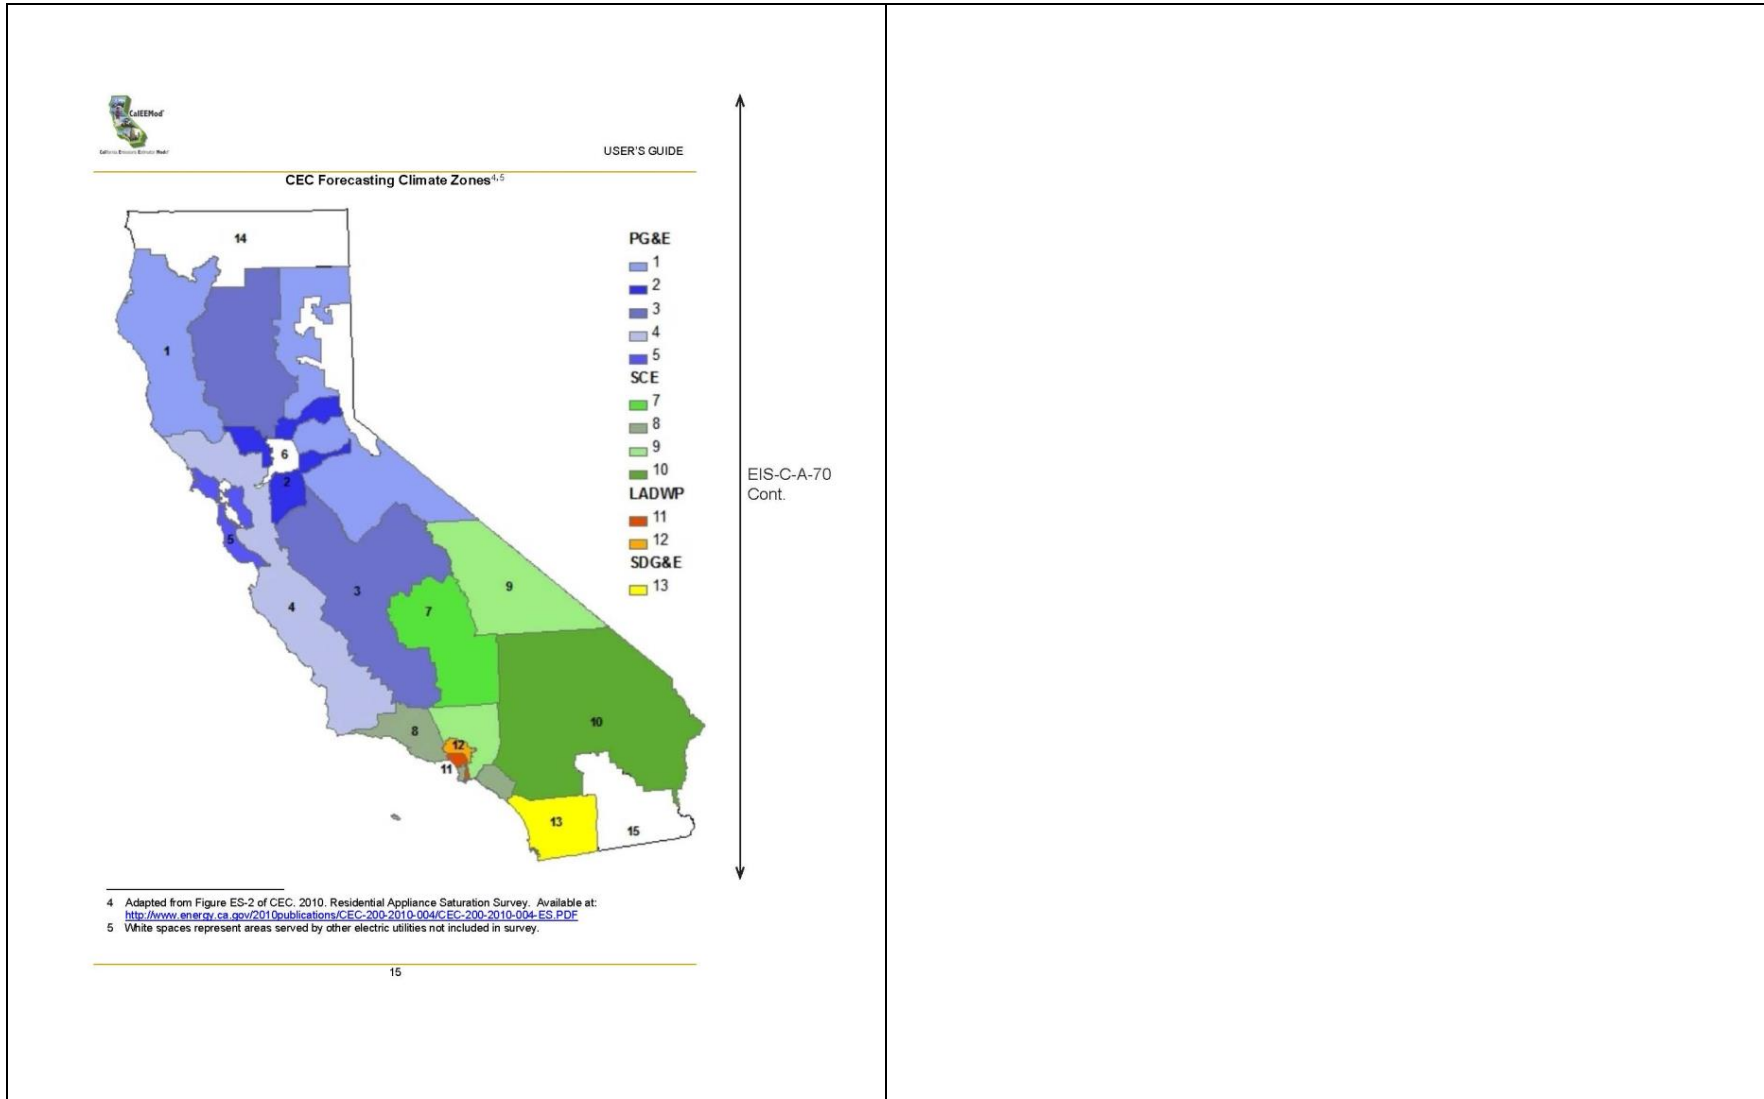 CalEEMod
USER'S GUIDE
CEC Forecasting Climate Zones4,5
14
1
6
2
5
3
4
7
9
8
12
11
10
13
15
PG&E
1
2
3
4
5
SCE
7
8
9
10
LADWP
11
12
SDG&E
13
EIS-C-A-70
Cont.
4 Adapted from Figure ES-2 of CEC. 2010. Residential Appliance Saturation Survey. Available at:
http://www.energy.ca.gov/2010publications/CEC-200-2010-004/CEC-200-2010-004-ES.PDF
5 White spaces represent areas served by other electric utilities not included in survey.
15